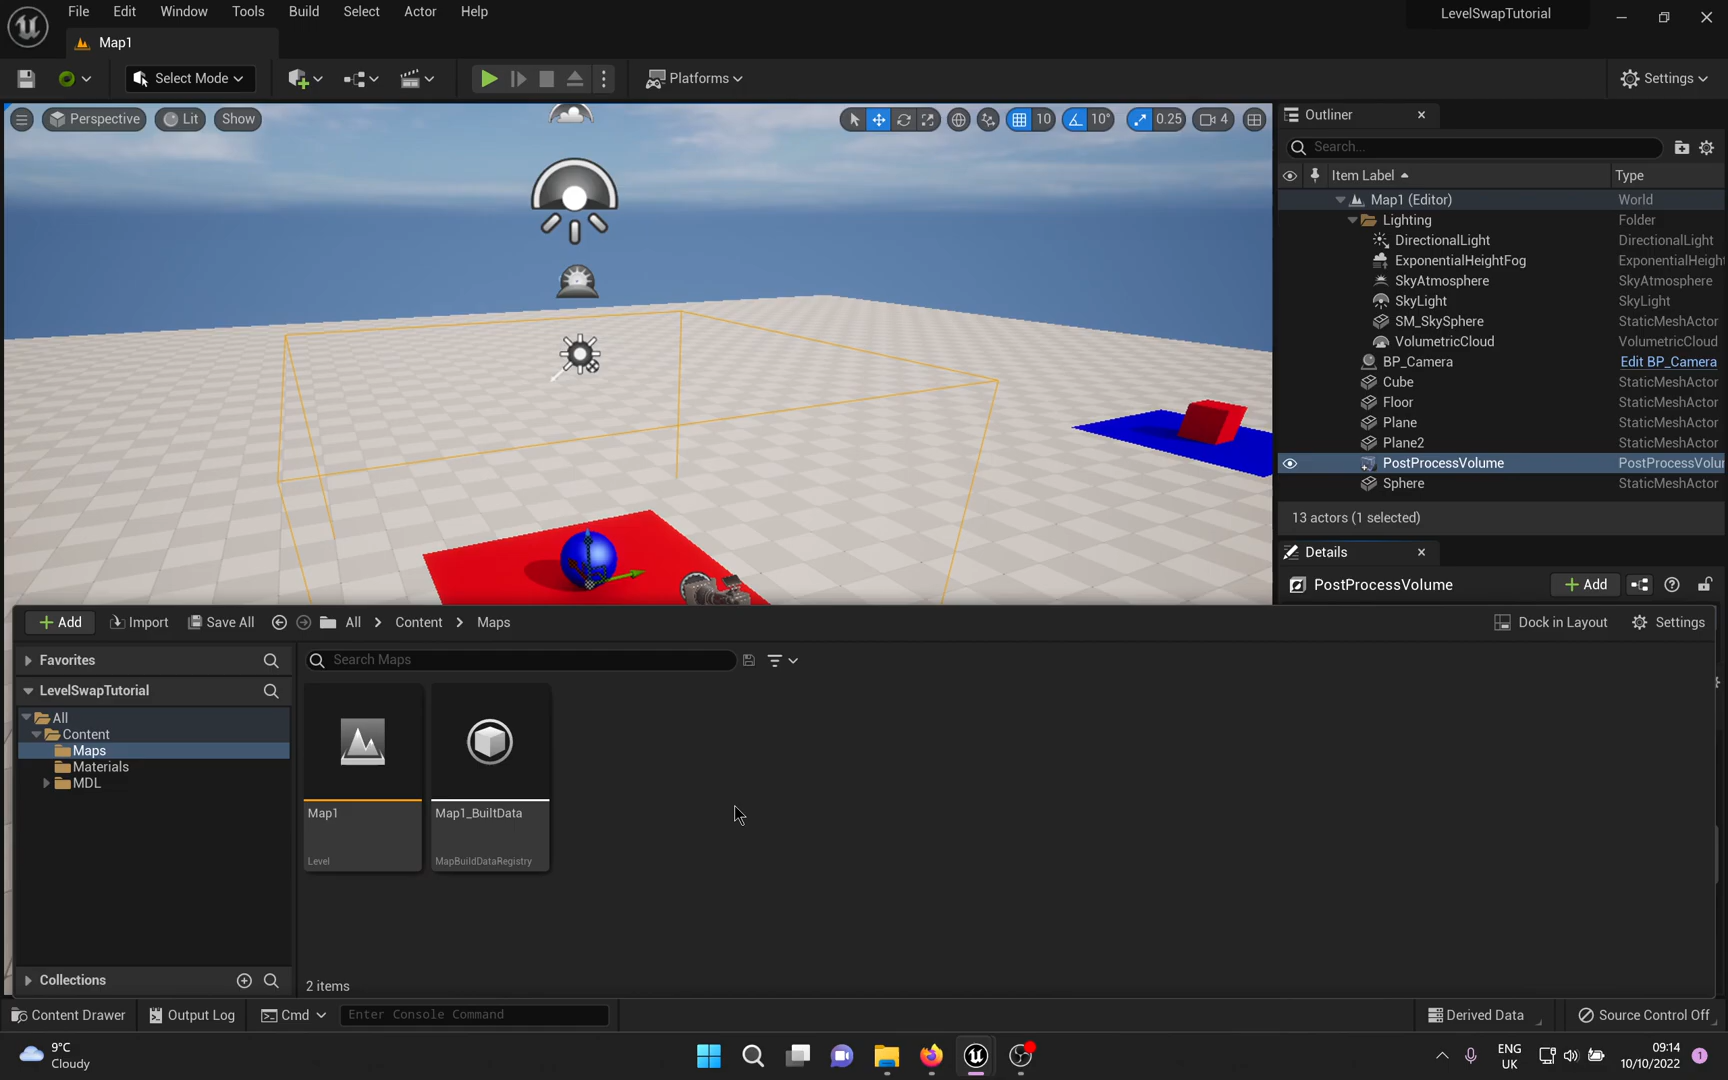 File Edit Window Tools Build Select Actor Help
LevelSwapTutorial
Map1
Select Mode
Platforms
Settings
Perspective
Lit
Show
10
10°
0.25
4
Outliner
Search...
Item Label
Type
Map1 (Editor) World
Lighting Folder
DirectionalLight DirectionalLight
ExponentialHeightFog ExponentialHeigh
SkyAtmosphere SkyAtmosphere
SkyLight SkyLight
SM_SkySphere StaticMeshActor
VolumetricCloud VolumetricCloud
BP_Camera Edit BP_Camera
Cube StaticMeshActor
Floor StaticMeshActor
Plane StaticMeshActor
Plane2 StaticMeshActor
PostProcessVolume PostProcessVolu
Sphere StaticMeshActor
13 actors (1 selected)
Details
PostProcessVolume
Add
Add
Import
Save All
All
Content
Maps
Dock in Layout
Settings
Favorites
Search Maps
LevelSwapTutorial
All
Content
Maps
Materials
MDL
Map1
Level
Map1_BuiltData
MapBuildDataRegistry
Collections
2 items
Content Drawer
Output Log
Cmd
Enter Console Command
Derived Data
Source Control Off
9°C
Cloudy
ENG
UK
09:14
10/10/2022
1